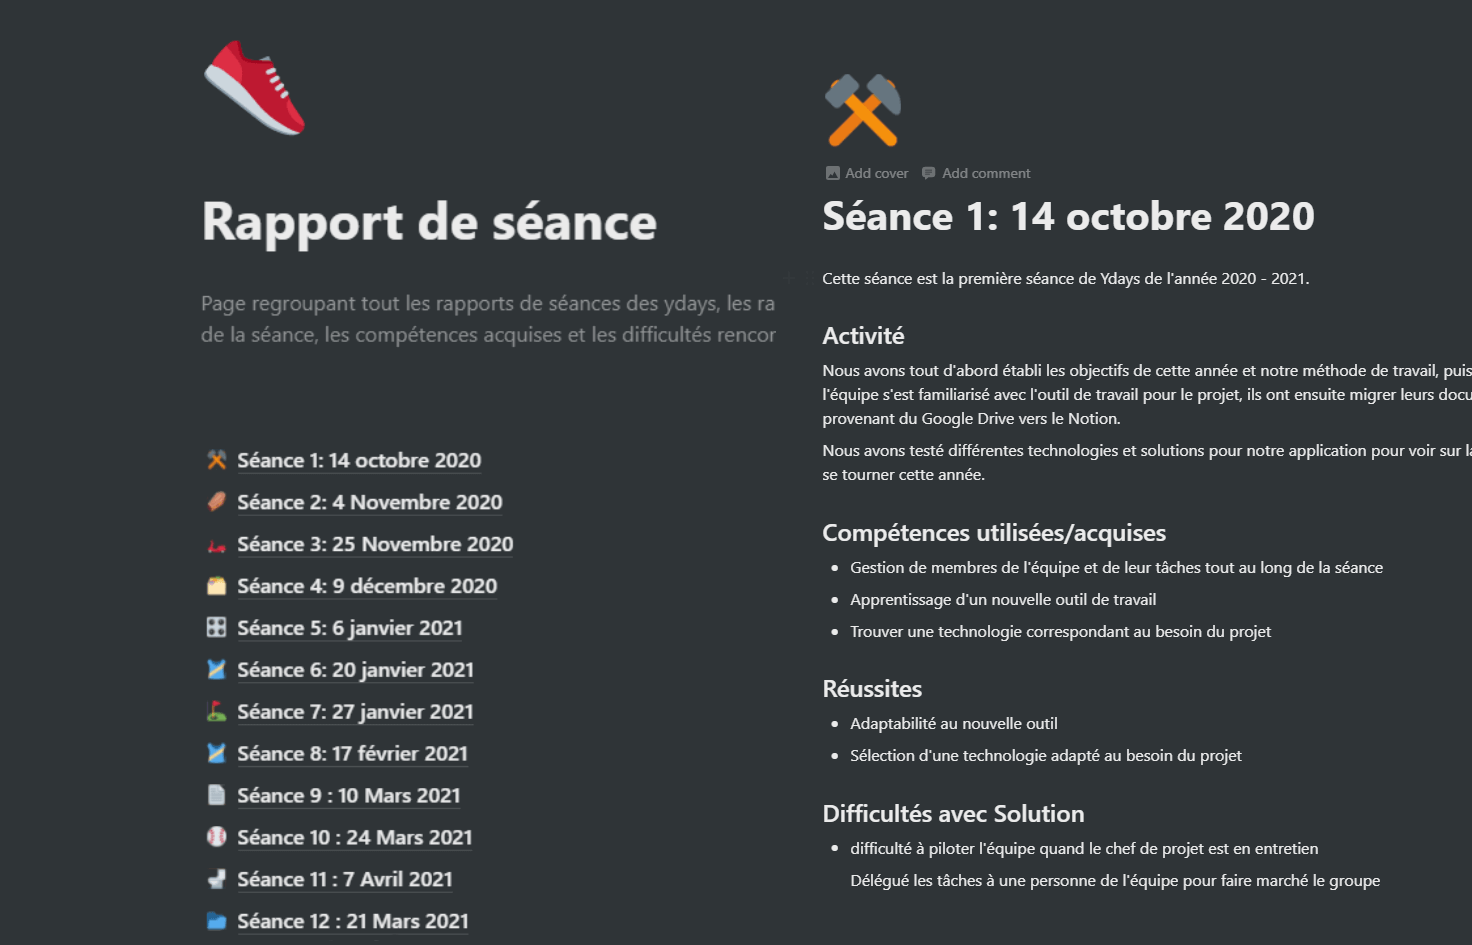 Rapport de séance
Page regroupant tout les rapports de séances des ydays, les ra
de la séance, les compétences acquises et les difficultés rencor
Séance 1: 14 octobre 2020
Séance 2: 4 Novembre 2020
Séance 3: 25 Novembre 2020
Séance 4: 9 décembre 2020
Séance 5: 6 janvier 2021
Séance 6: 20 janvier 2021
Séance 7: 27 janvier 2021
Séance 8: 17 février 2021
Séance 9 : 10 Mars 2021
Séance 10 : 24 Mars 2021
Séance 11 : 7 Avril 2021
Séance 12 : 21 Mars 2021
Add cover Add comment
Séance 1: 14 octobre 2020
Cette séance est la première séance de Ydays de l'année 2020 - 2021.
Activité
Nous avons tout d'abord établi les objectifs de cette année et notre méthode de travail, puis
l'équipe s'est familiarisé avec l'outil de travail pour le projet, ils ont ensuite migrer leurs docu
provenant du Google Drive vers le Notion.
Nous avons testé différentes technologies et solutions pour notre application pour voir sur la
se tourner cette année.
Compétences utilisées/acquises
• Gestion de membres de l'équipe et de leur tâches tout au long de la séance
• Apprentissage d'un nouvelle outil de travail
• Trouver une technologie correspondant au besoin du projet
Réussites
• Adaptabilité au nouvelle outil
• Sélection d'une technologie adapté au besoin du projet
Difficultés avec Solution
• difficulté à piloter l'équipe quand le chef de projet est en entretien
Délégué les tâches à une personne de l'équipe pour faire marché le groupe